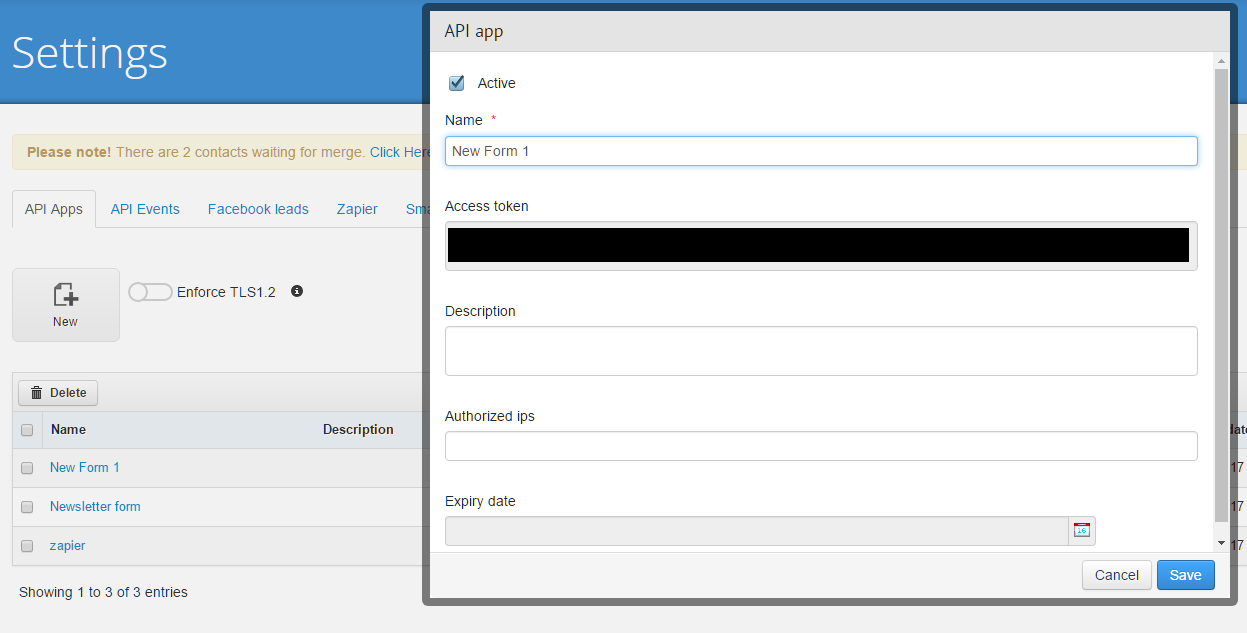 Settings
Please note! There are 2 contacts waiting for merge. Click Here
API Apps API Events Facebook leads Zapier
New
Enforce TLS1.2
Delete
Name Description
New Form 1
Newsletter form
zapier
Showing 1 to 3 of 3 entries
API app
Active
Name *
New Form 1
Access token
Description
Authorized ips
Expiry date
16
Cancel Save
17
17
17